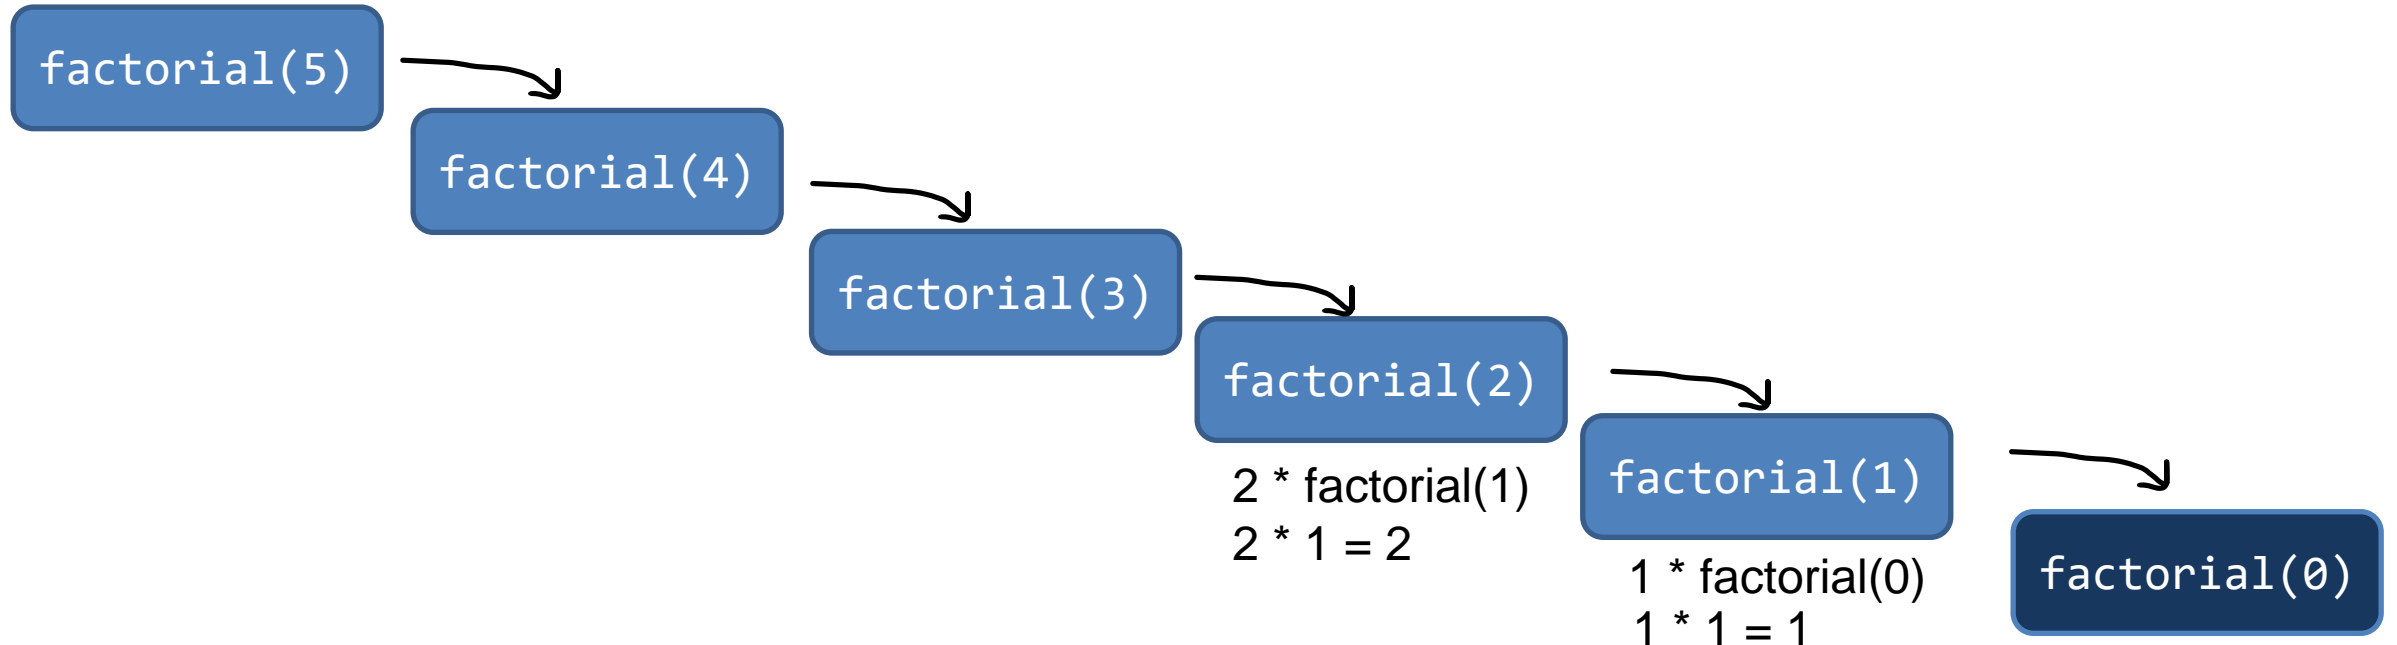 factorial(5)
factorial(4)
factorial(3)
factorial(2)
2 * factorial(1)
2 * 1 = 2
factorial(1)
1 * factorial(0)
1 * 1 = 1
factorial(0)